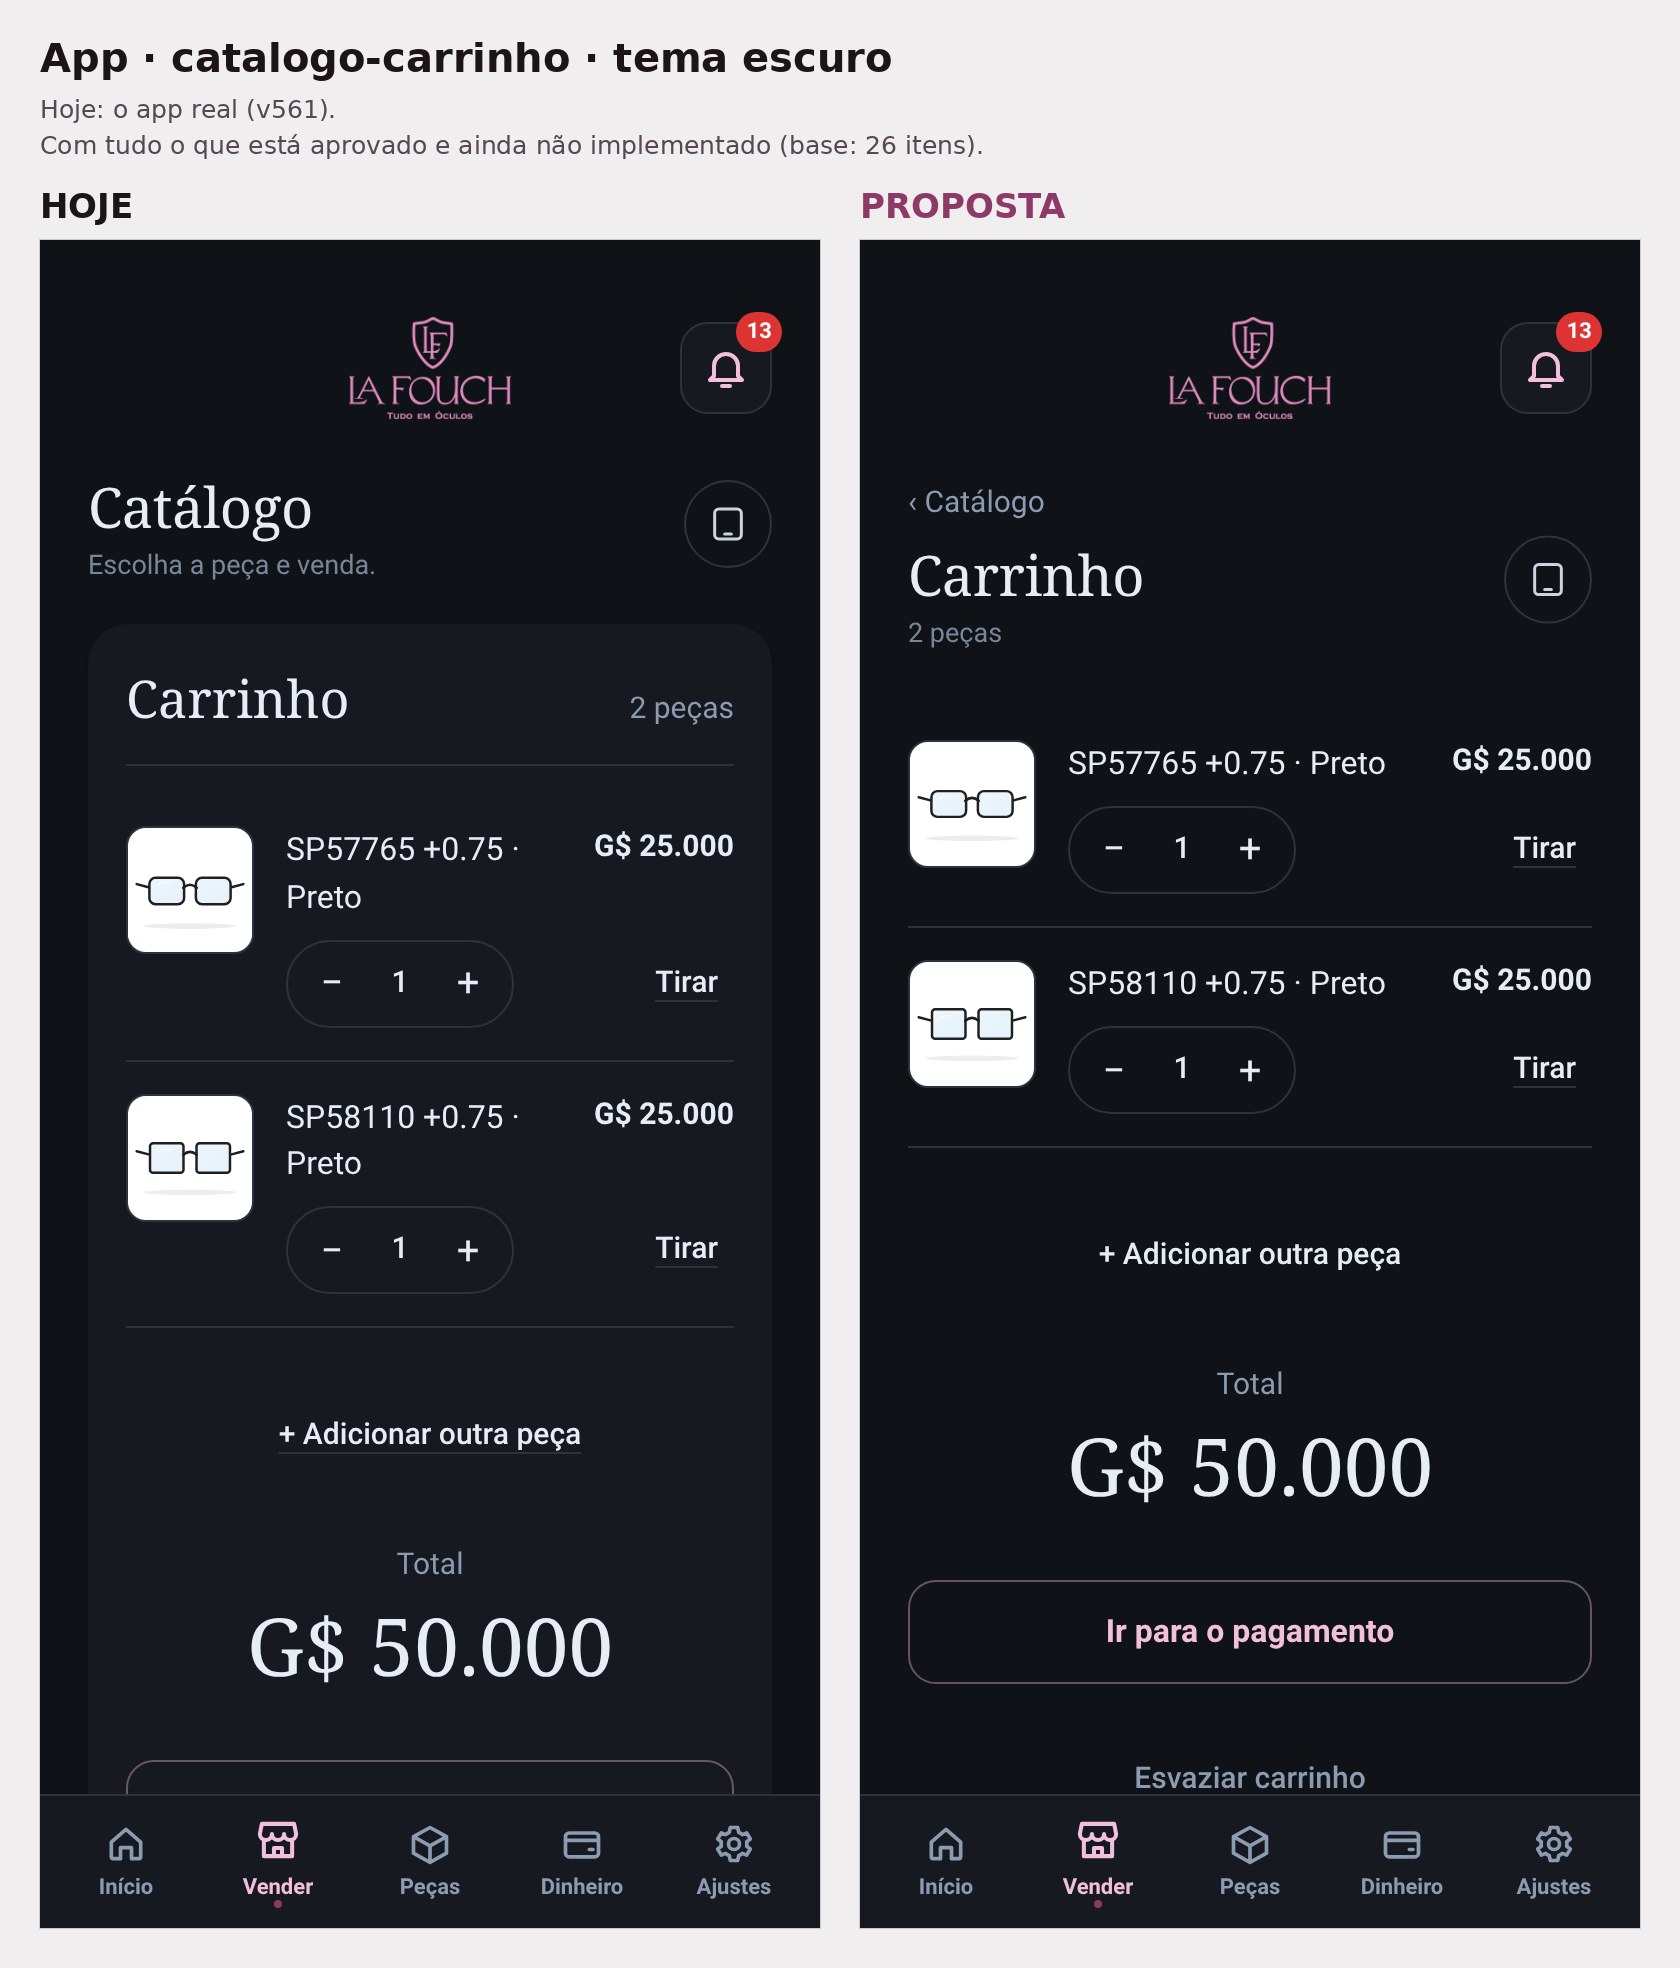 App · catalogo-carrinho · tema escuro
Hoje: o app real (v561).
Com tudo o que está aprovado e ainda não implementado (base: 26 itens).
HOJE
LF
LA FOUCH
TUDO EM ÓCULOS
13
Catálogo
Escolha a peça e venda.
Carrinho
2 peças
SP57765 +0.75 ·
Preto
G$ 25.000
− 1 +
Tirar
SP58110 +0.75 ·
Preto
G$ 25.000
− 1 +
Tirar
+ Adicionar outra peça
Total
G$ 50.000
Início
Vender
Peças
Dinheiro
Ajustes
PROPOSTA
LF
LA FOUCH
TUDO EM ÓCULOS
13
‹ Catálogo
Carrinho
2 peças
SP57765 +0.75 · Preto
G$ 25.000
− 1 +
Tirar
SP58110 +0.75 · Preto
G$ 25.000
− 1 +
Tirar
+ Adicionar outra peça
Total
G$ 50.000
Ir para o pagamento
Esvaziar carrinho
Início
Vender
Peças
Dinheiro
Ajustes